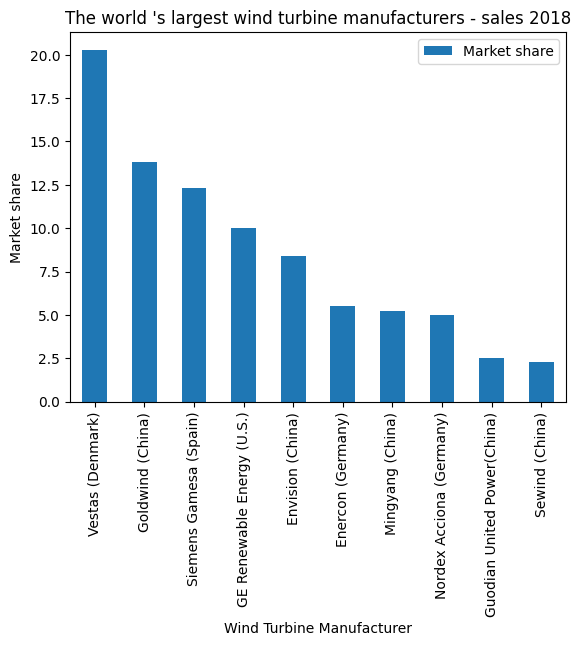 The world 's largest wind turbine manufacturers - sales 2018
Market share
20.0
17.5
15.0
12.5
10.0
7.5
5.0
2.5
0.0
Market share
Vestas (Denmark)
Goldwind (China)
Siemens Gamesa (Spain)
GE Renewable Energy (U.S.)
Envision (China)
Enercon (Germany)
Mingyang (China)
Nordex Acciona (Germany)
Guodian United Power(China)
Sewind (China)
Wind Turbine Manufacturer